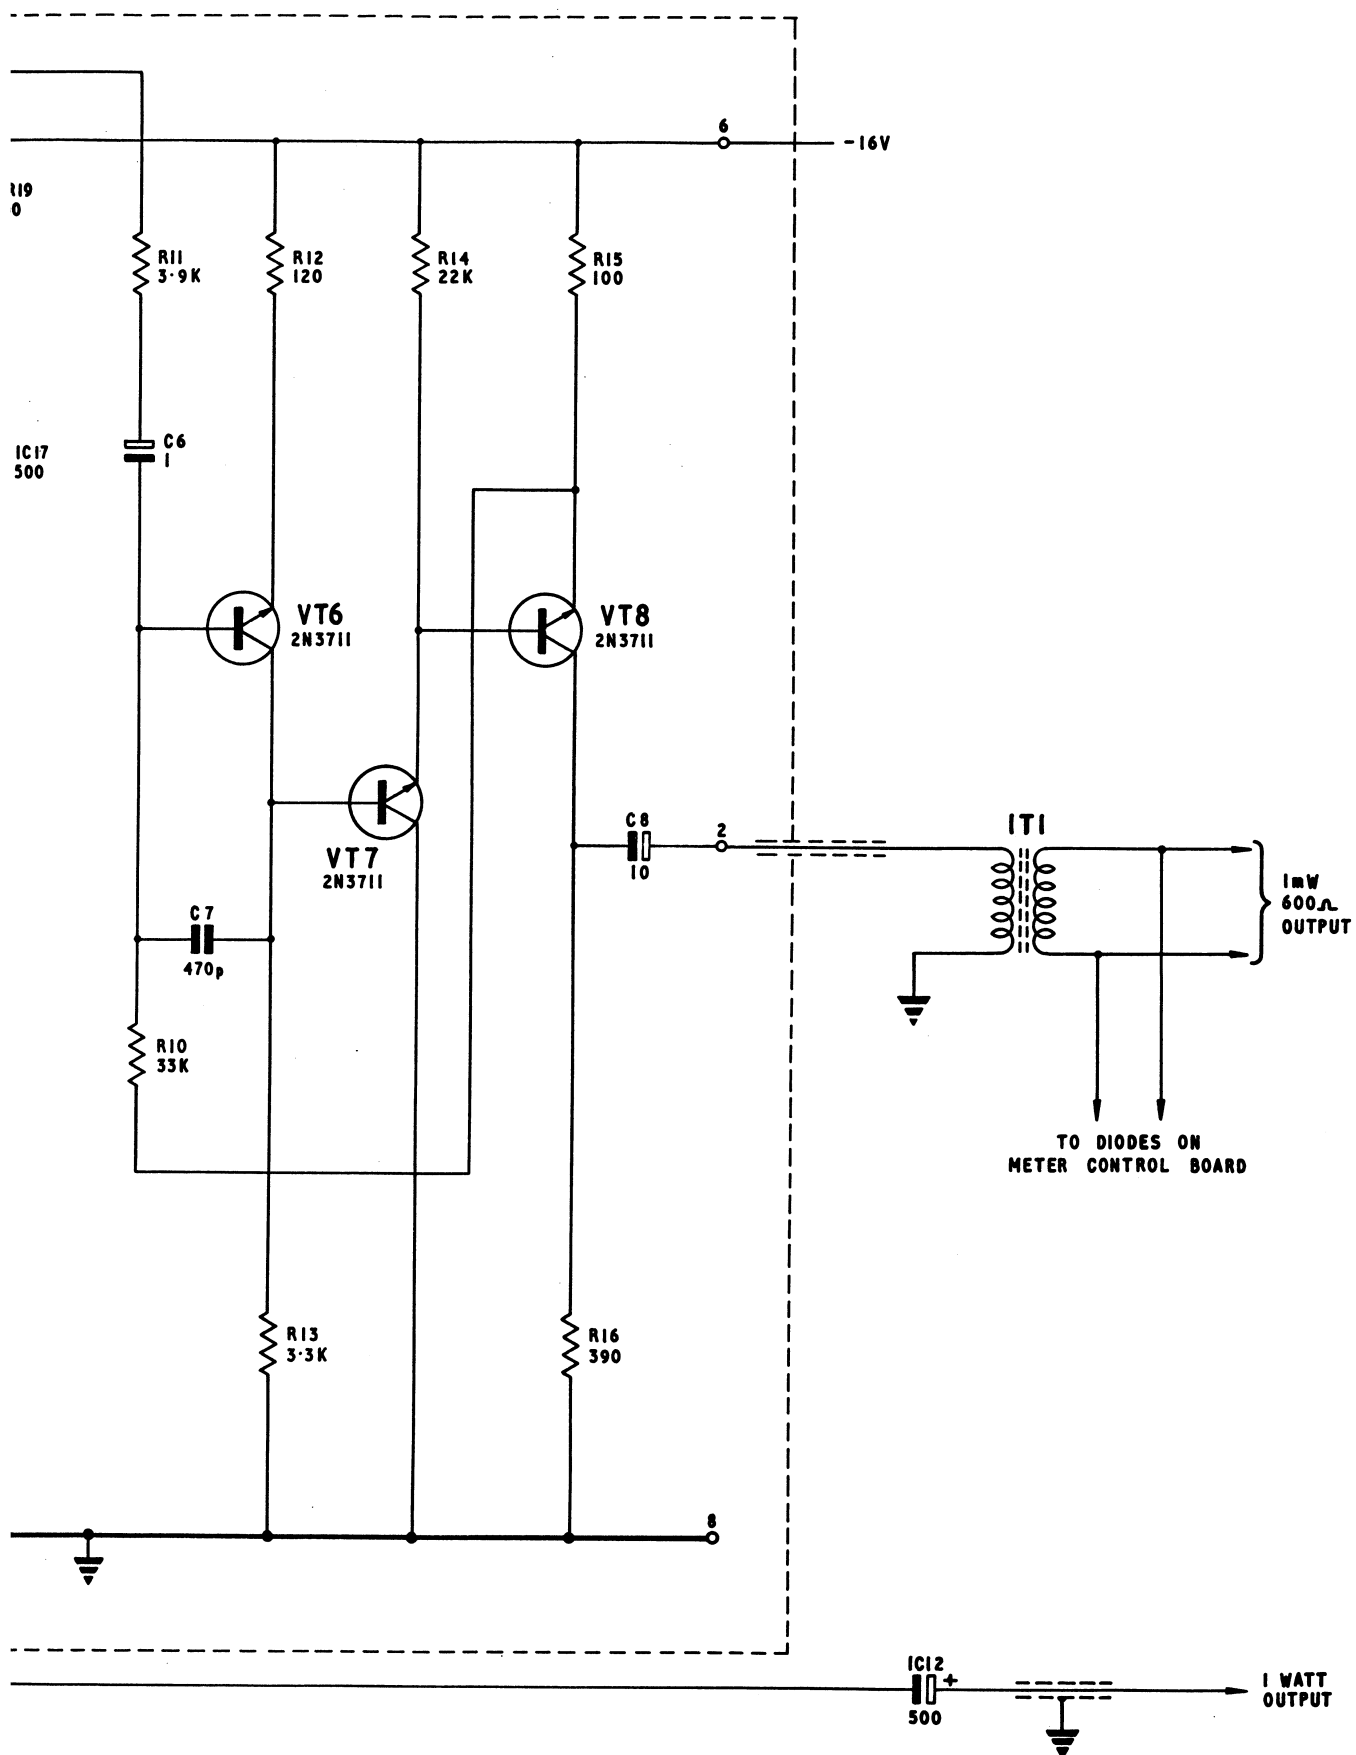 6
-16V
R19
0
R11
3·9K
R12
120
R14
22K
R15
100
C6
1
1C17
500
VT6
2N3711
VT8
2N3711
C8
10
2
1T1
VT7
2N3711
1mW
600Ω
OUTPUT
C7
470p
R10
33K
TO DIODES ON
METER CONTROL BOARD
R13
3·3K
R16
390
8
1C12
+
500
1 WATT
OUTPUT